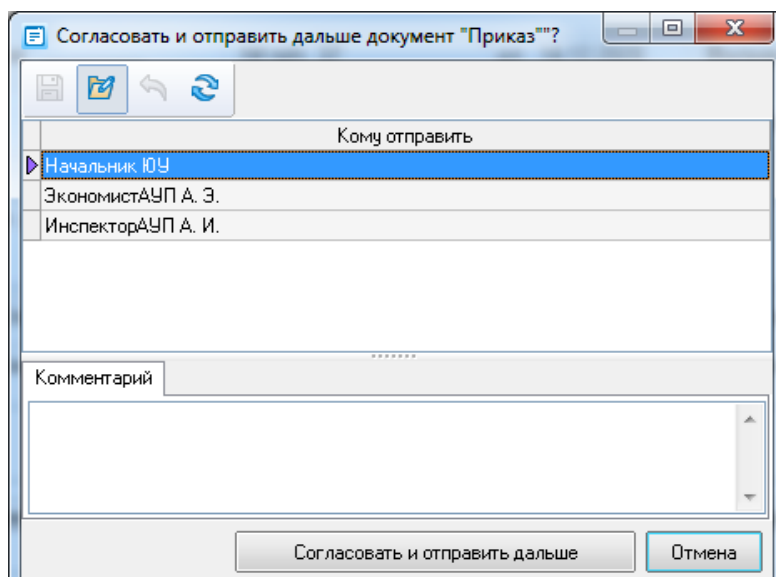 Согласовать и отправить дальше документ "Приказ""?
Кому отправить
Начальник ЮУ
ЭкономистАУП А. Э.
ИнспекторАУП А. И.
Комментарий
Согласовать и отправить дальше
Отмена